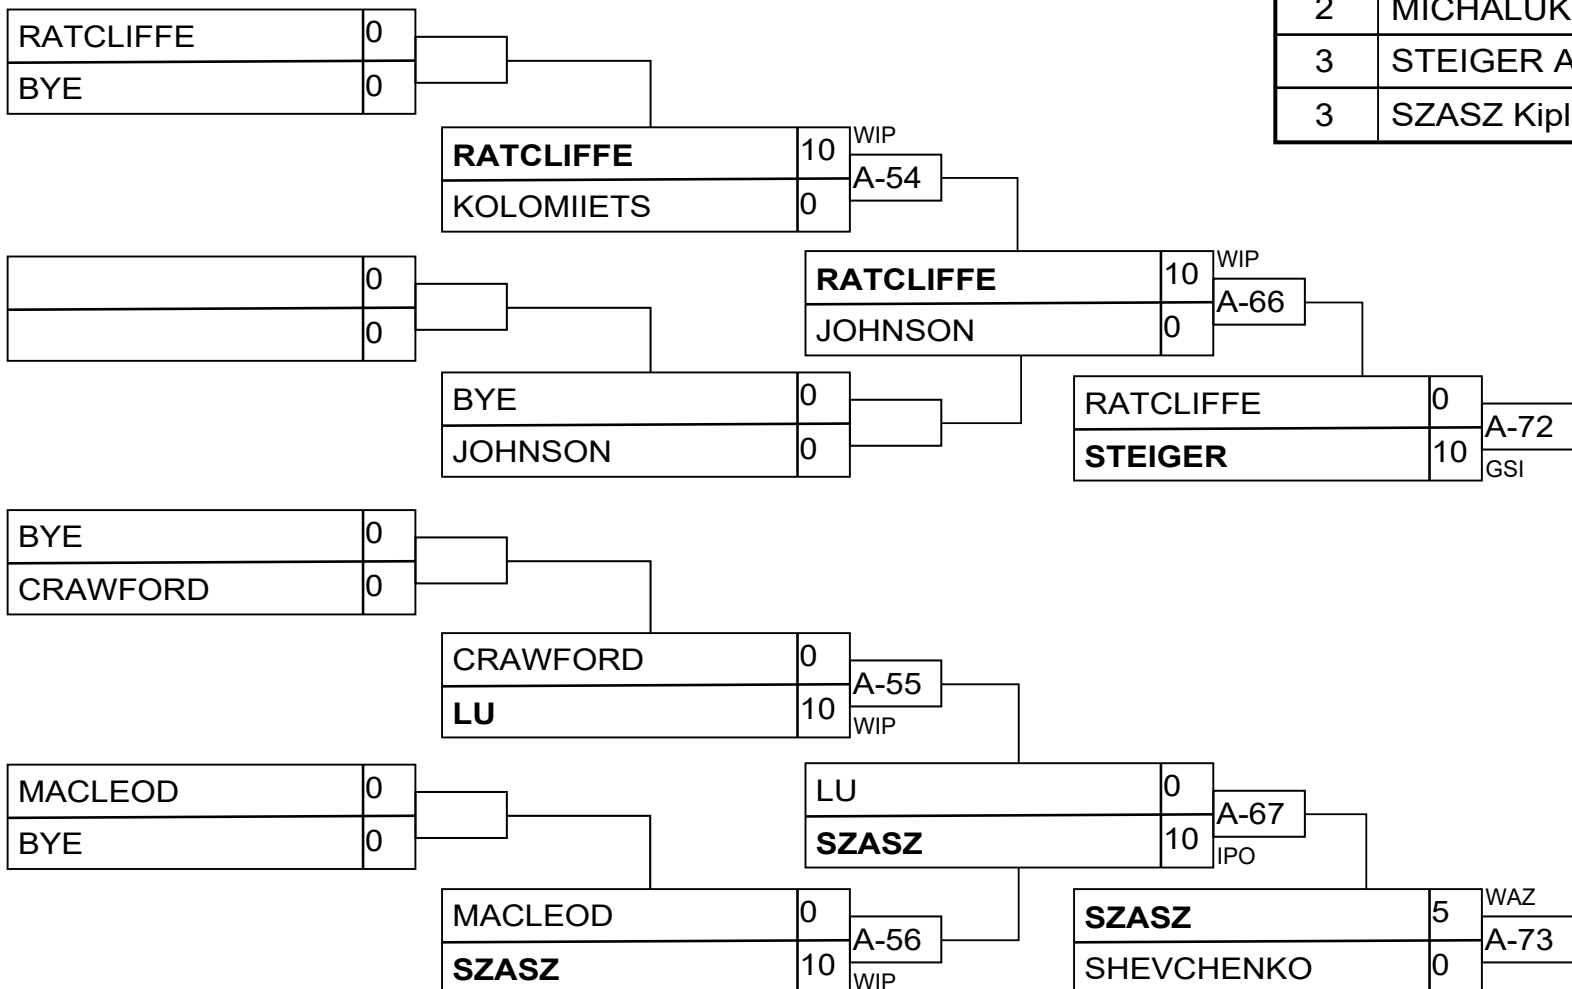 2 MICHALUK
3 STEIGER A
3 SZASZ Kipl
RATCLIFFE 0
BYE 0
RATCLIFFE 10 WIP
A-54
KOLOMIIETS 0
0
0
RATCLIFFE 10 WIP
A-66
JOHNSON 0
BYE 0
JOHNSON 0
RATCLIFFE 0
A-72
STEIGER 10 GSI
BYE 0
CRAWFORD 0
CRAWFORD 0
A-55
LU 10 WIP
MACLEOD 0
BYE 0
LU 0
A-67
SZASZ 10 IPO
MACLEOD 0
A-56
SZASZ 10 WIP
SZASZ 5 WAZ
A-73
SHEVCHENKO 0